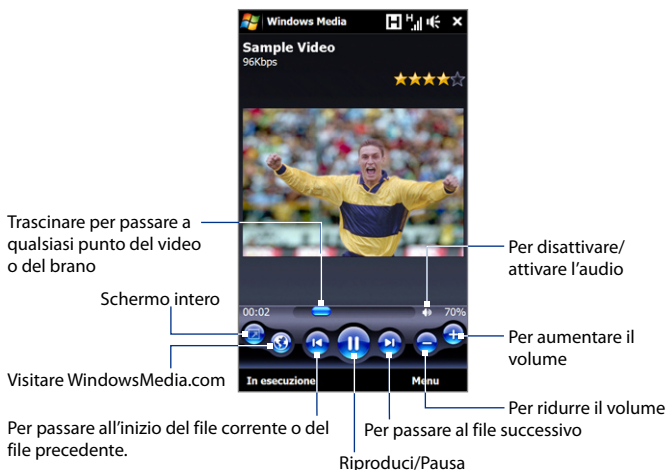 Windows Media
H
Sample Video
96Kbps
Trascinare per passare a
qualsiasi punto del video
o del brano
Per disattivare/
attivare l'audio
Schermo intero
00:02
70%
Per aumentare il
volume
Visitare WindowsMedia.com
In esecuzione
Menu
Per ridurre il volume
Per passare all'inizio del file corrente o del
file precedente.
Per passare al file successivo
Riproduci/Pausa